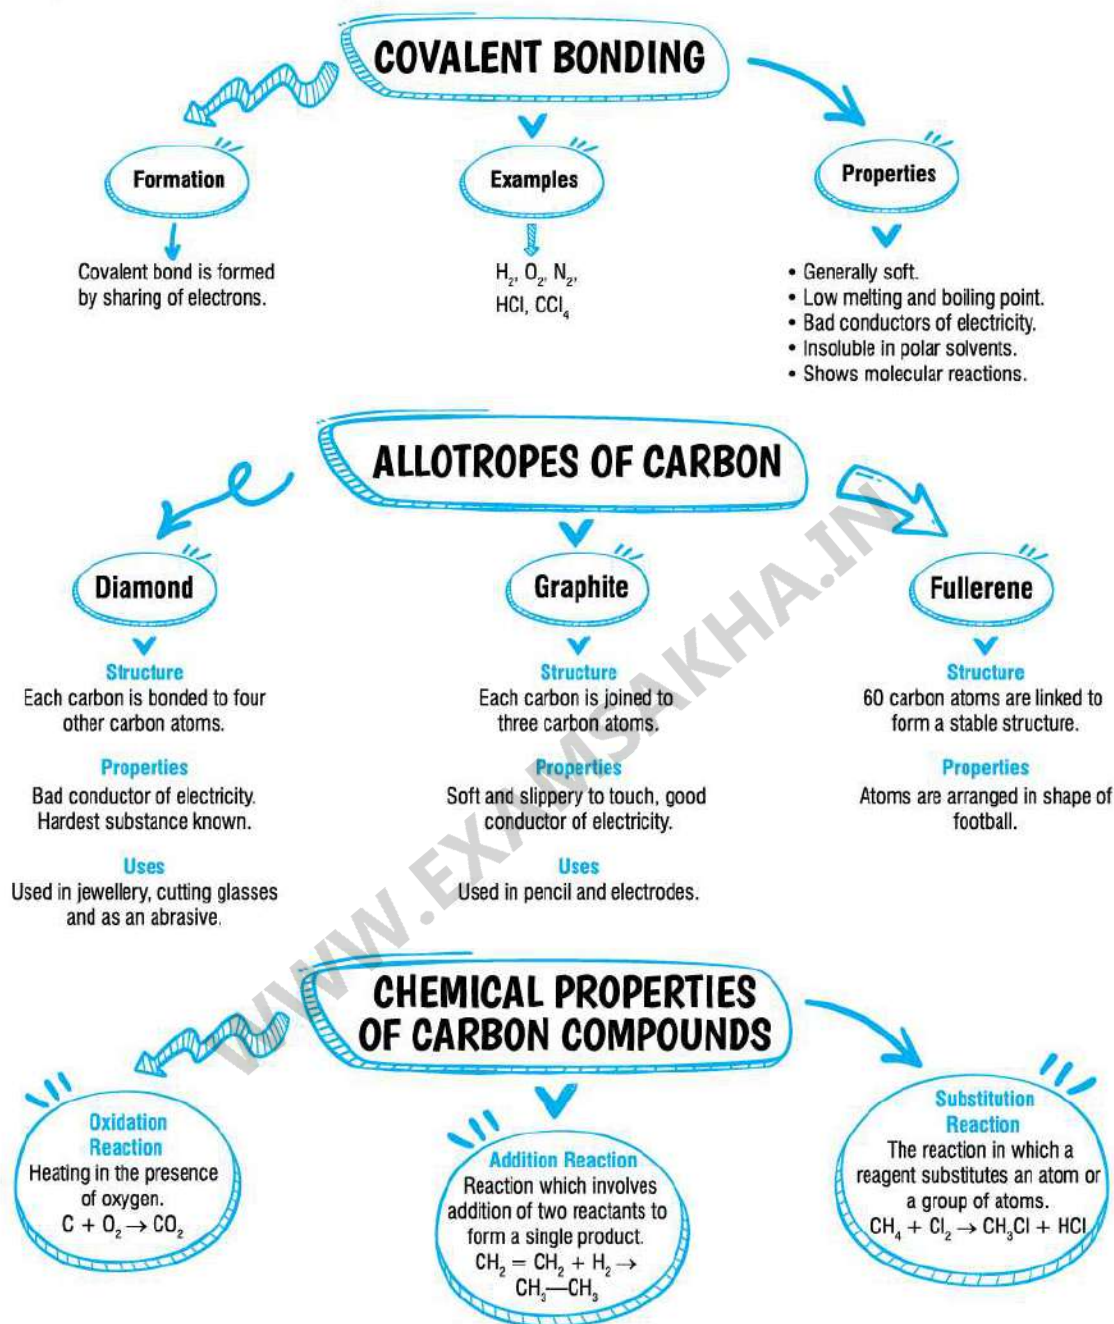 COVALENT BONDING
Formation
Covalent bond is formed
by sharing of electrons.
Examples
H₂, O₂, N₂,
HCl, CCl₄
Properties
• Generally soft.
• Low melting and boiling point.
• Bad conductors of electricity.
• Insoluble in polar solvents.
• Shows molecular reactions.
ALLOTROPES OF CARBON
Diamond
Structure
Each carbon is bonded to four
other carbon atoms.
Properties
Bad conductor of electricity.
Hardest substance known.
Uses
Used in jewellery, cutting glasses
and as an abrasive.
Graphite
Structure
Each carbon is joined to
three carbon atoms.
Properties
Soft and slippery to touch, good
conductor of electricity.
Uses
Used in pencil and electrodes.
Fullerene
Structure
60 carbon atoms are linked to
form a stable structure.
Properties
Atoms are arranged in shape of
football.
WWW.EXAMSAKHA.IN
CHEMICAL PROPERTIES
OF CARBON COMPOUNDS
Oxidation
Reaction
Heating in the presence
of oxygen.
C + O₂ → CO₂
Addition Reaction
Reaction which involves
addition of two reactants to
form a single product.
CH₂ = CH₂ + H₂ →
CH₃—CH₃
Substitution
Reaction
The reaction in which a
reagent substitutes an atom or
a group of atoms.
CH₄ + Cl₂ → CH₃Cl + HCl